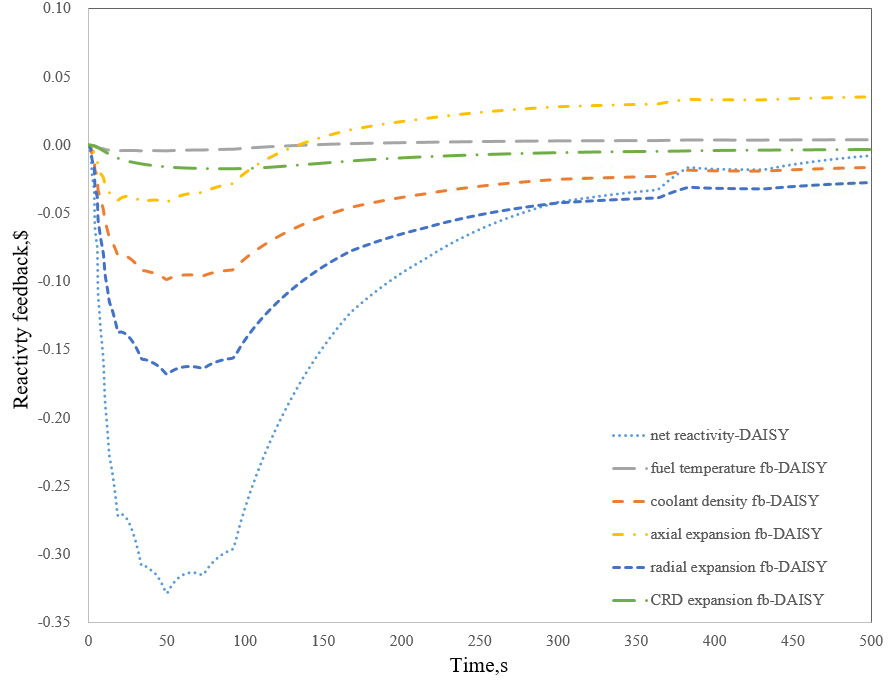 0.10
0.05
0.00
-0.05
-0.10
-0.15
-0.20
-0.25
-0.30
-0.35
Reactivty feedback,$
net reactivity-DAISY
fuel temperature fb-DAISY
coolant density fb-DAISY
axial expansion fb-DAISY
radial expansion fb-DAISY
CRD expansion fb-DAISY
0 50 100 150 200 250 300 350 400 450 500
Time,s